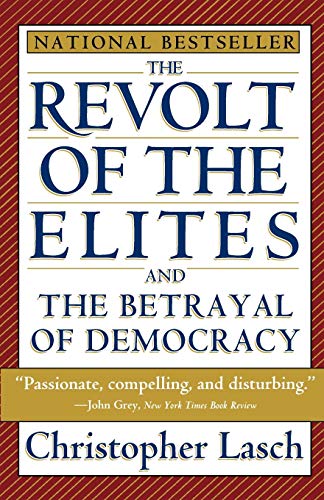 NATIONAL BESTSELLER
THE
REVOLT
OF THE
ELITES
AND
THE BETRAYAL
OF DEMOCRACY
“Passionate, compelling, and disturbing.”
—John Grey, New York Times Book Review
Christopher Lasch